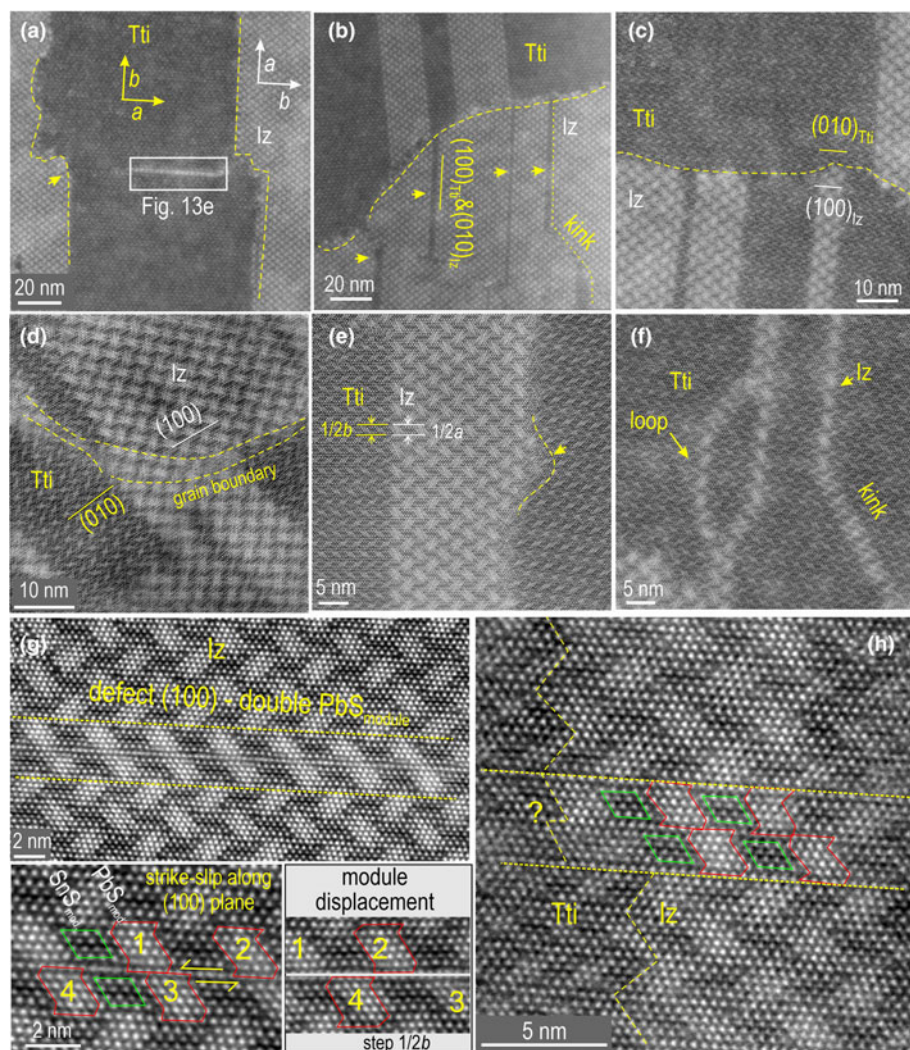 (a)
Tti
b
a
a
b
Iz
Fig. 13e
20 nm
(b)
Tti
Iz
(100)Tti & (010)Iz
kink
20 nm
(c)
Tti
(010)Tti
Iz
(100)Iz
10 nm
(d)
Iz
(100)
Tti
grain boundary
(010)
10 nm
(e)
Tti
Iz
1/2b
1/2a
5 nm
(f)
Tti
Iz
loop
kink
5 nm
(g)
Iz
defect (100) - double PbSmodule
2 nm
SnSmod
PbSmod
strike-slip along
(100) plane
1
2
4
3
2 nm
module
displacement
1
2
4
3
step 1/2b
(h)
?
Tti
Iz
5 nm